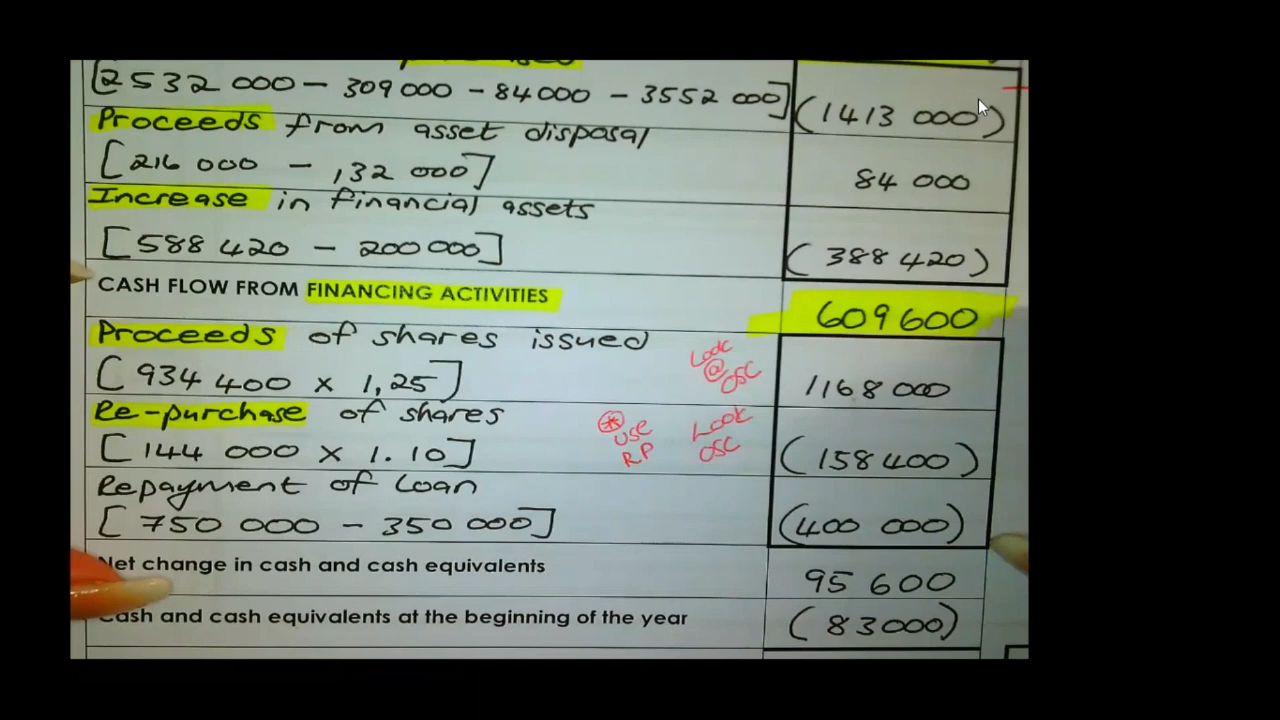 [2532 000 - 309 000 - 84000 - 3552 000]
(1413 000)
Proceeds from asset disposal
[216 000 - 132 000]
84 000
Increase in financial assets
[588 420 - 200 000]
(388 420)
CASH FLOW FROM FINANCING ACTIVITIES
609 600
Proceeds of shares issued
[934 400 x 1,25]
Look
@
OSC
1168 000
Re-purchase of shares
[144 000 x 1.10]
* USE
RP
Look
OSC
(158 400)
Repayment of Loan
[750 000 - 350 000]
(400 000)
Net change in cash and cash equivalents
95 600
Cash and cash equivalents at the beginning of the year
(83000)